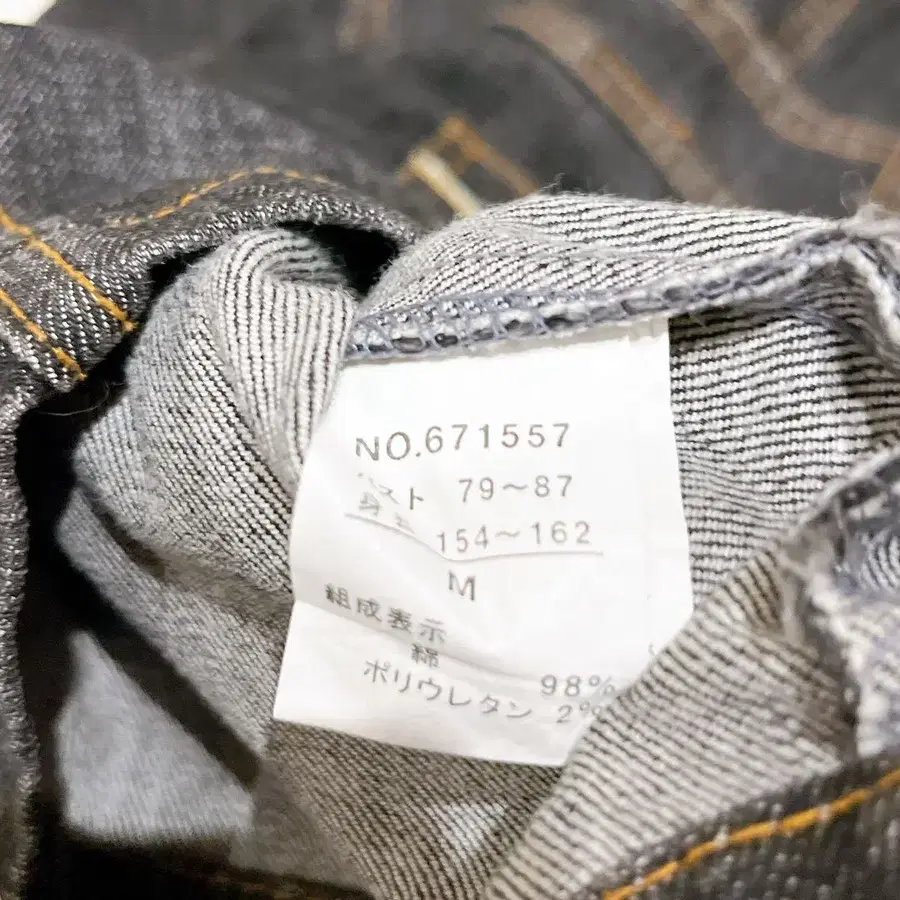 NO.671557
バスト 79～87
身長 154～162
M
組成表示
綿 98%
ポリウレタン 2%